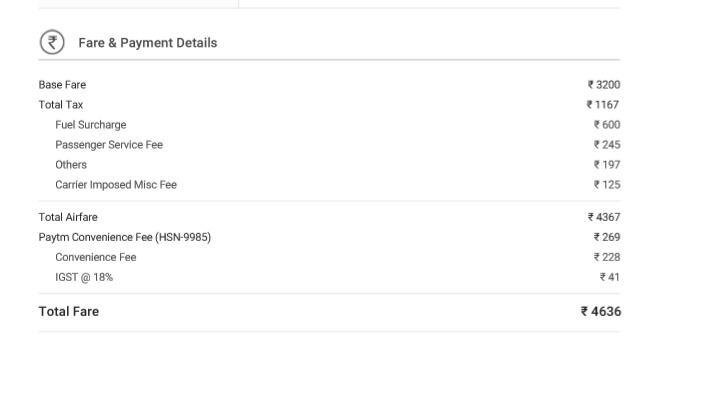 ₹ Fare & Payment Details
Base Fare ₹ 3200
Total Tax ₹ 1167
Fuel Surcharge ₹ 600
Passenger Service Fee ₹ 245
Others ₹ 197
Carrier Imposed Misc Fee ₹ 125
Total Airfare ₹ 4367
Paytm Convenience Fee (HSN-9985) ₹ 269
Convenience Fee ₹ 228
IGST @ 18% ₹ 41
Total Fare ₹ 4636